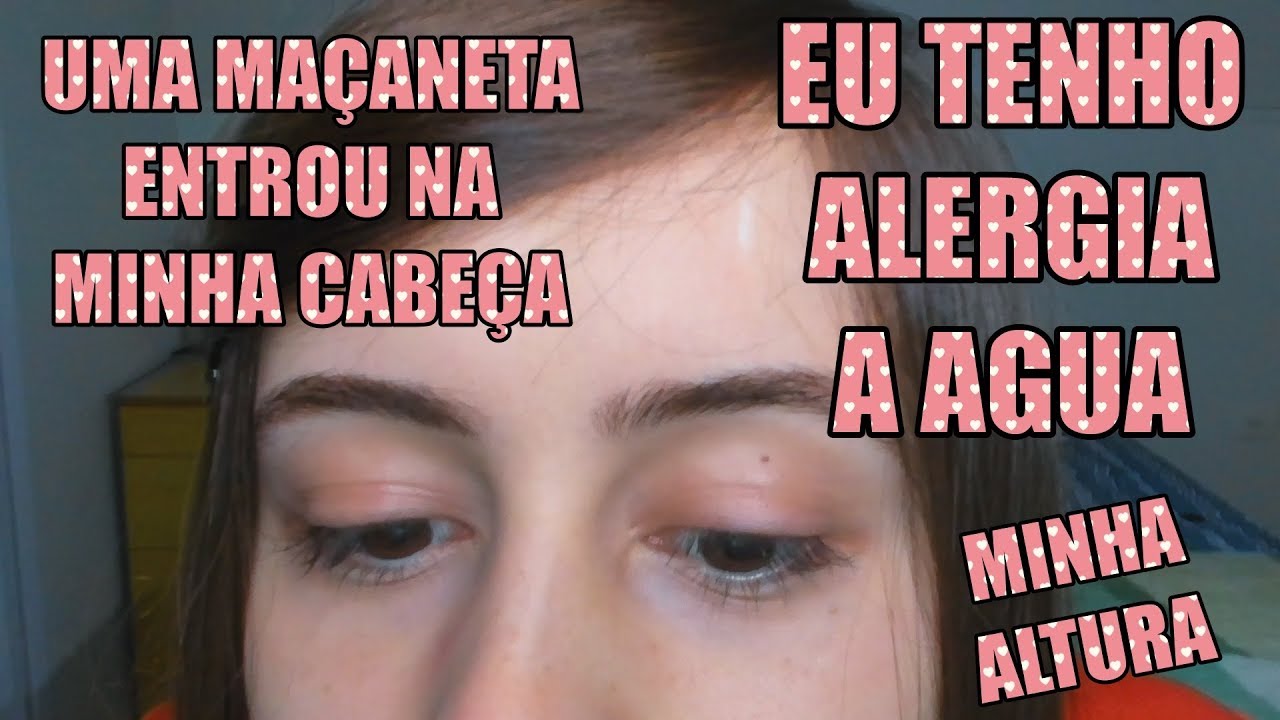 UMA MAÇANETA
ENTROU NA
MINHA CABEÇA
EU TENHO
ALERGIA
A AGUA
MINHA
ALTURA